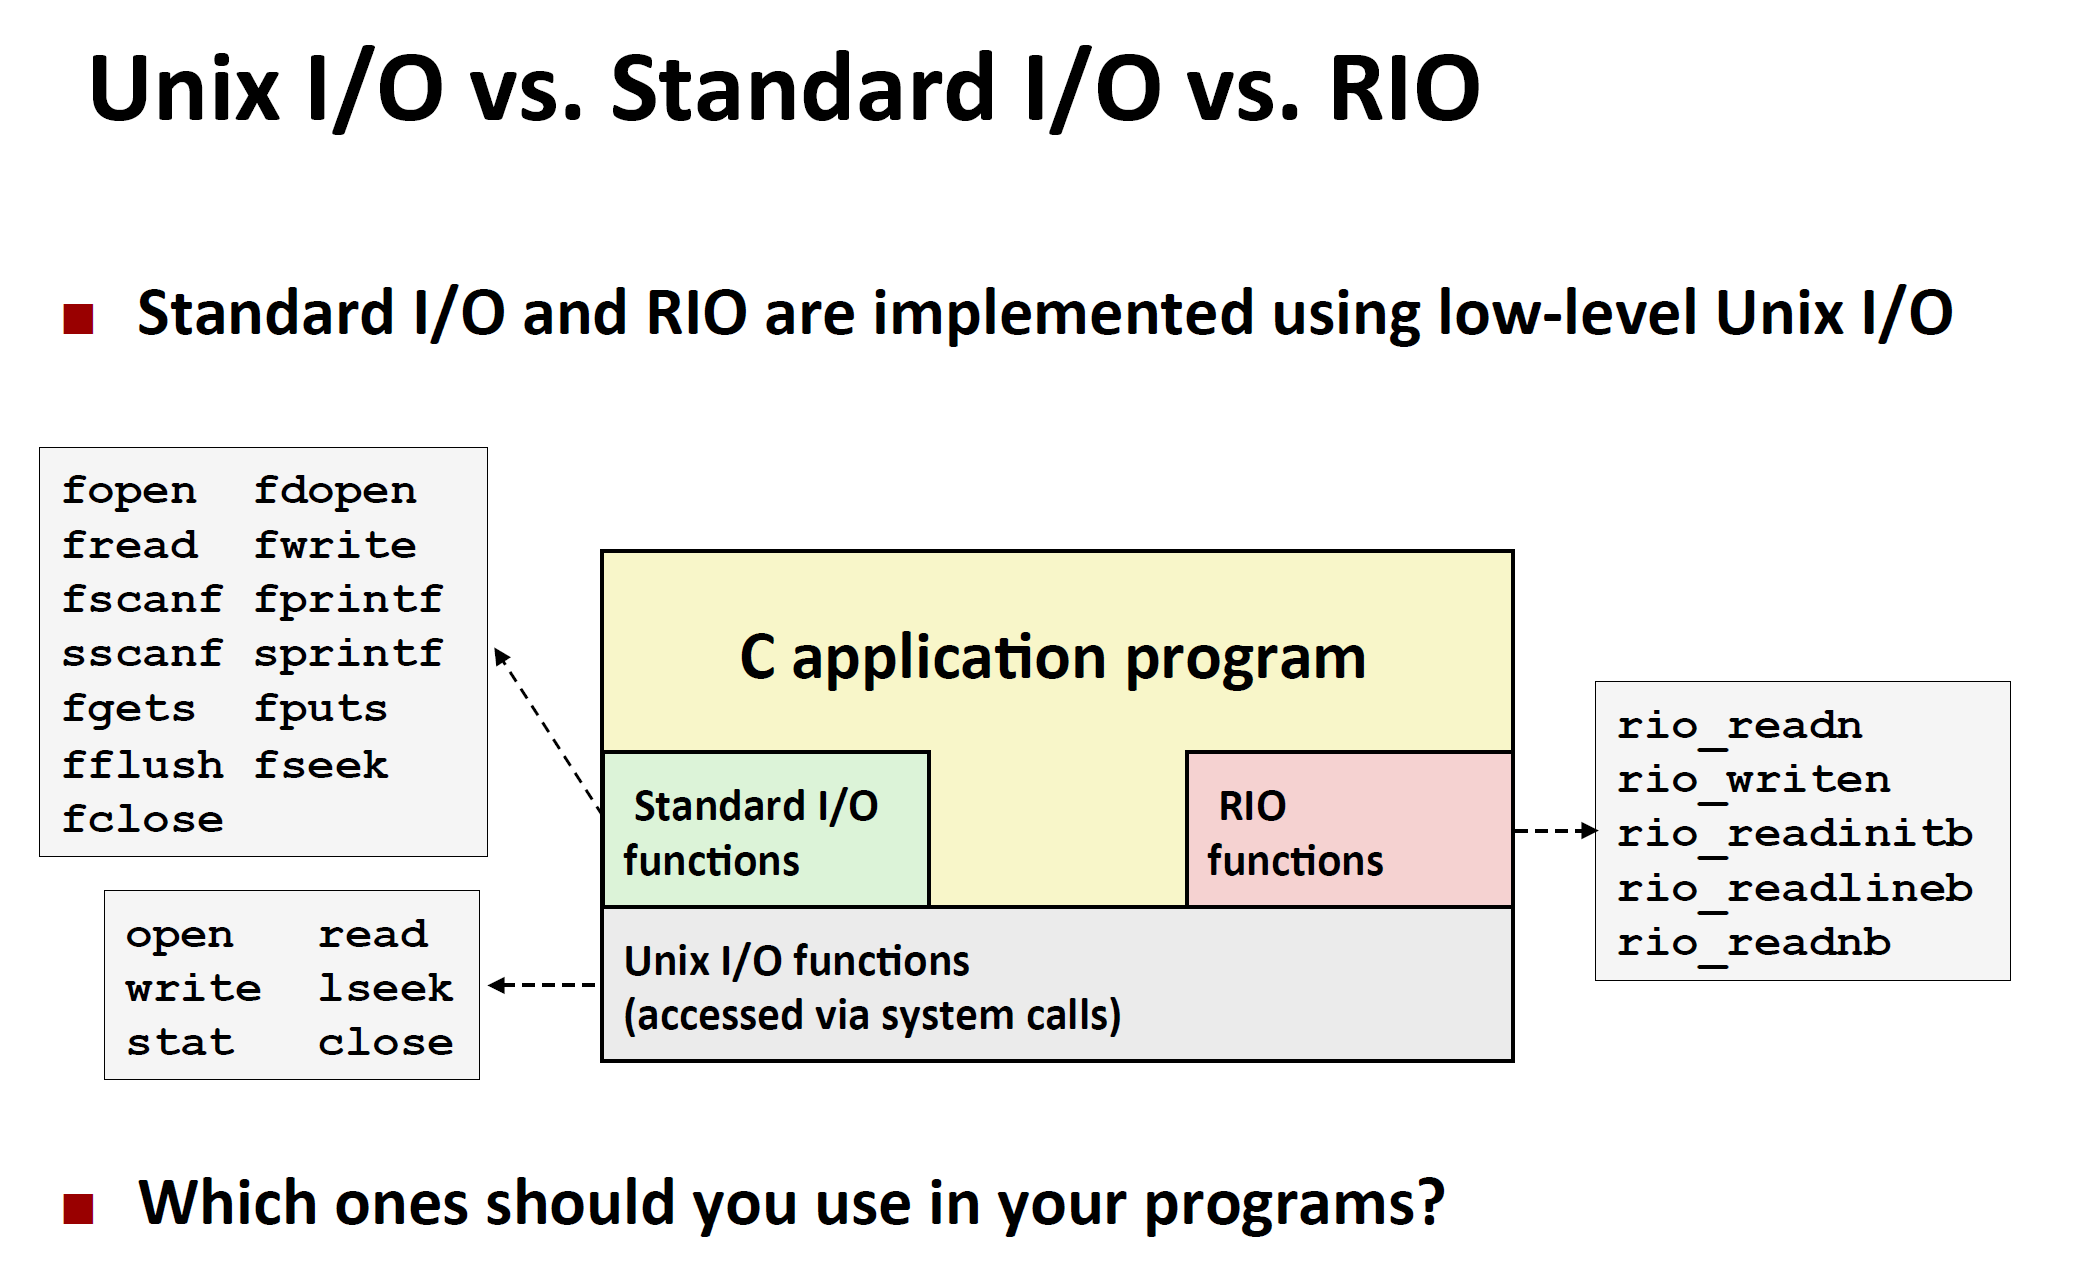 Unix I/O vs. Standard I/O vs. RIO
■ Standard I/O and RIO are implemented using low-level Unix I/O
fopen fdopen
fread fwrite
fscanf fprintf
sscanf sprintf
fgets fputs
fflush fseek
fclose
C application program
Standard I/O
functions
RIO
functions
rio_readn
rio_writen
rio_readinitb
rio_readlineb
rio_readnb
open read
write lseek
stat close
Unix I/O functions
(accessed via system calls)
■ Which ones should you use in your programs?